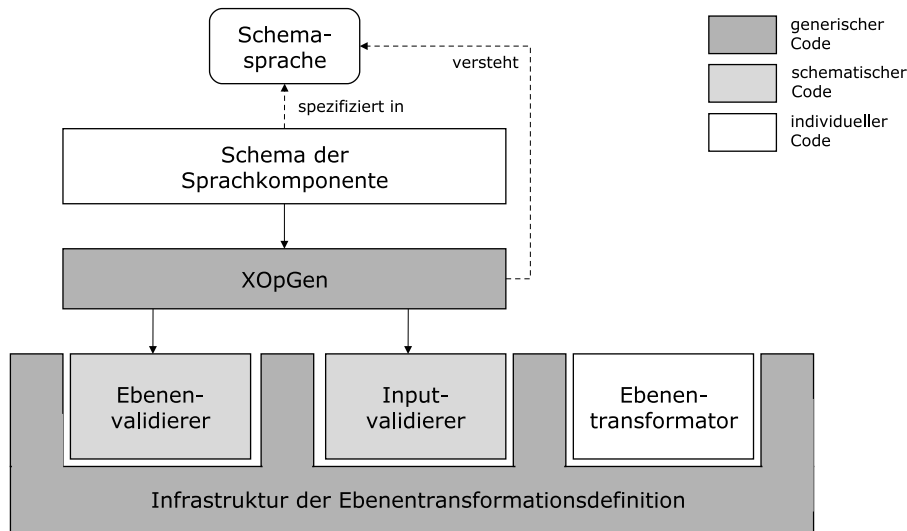 Schema-
sprache
versteht
spezifiziert in
Schema der
Sprachkomponente
XOpGen
Ebenen-
validierer
Input-
validierer
Ebenen-
transformator
Infrastruktur der Ebenentransformationsdefinition
generischer
Code
schematischer
Code
individueller
Code